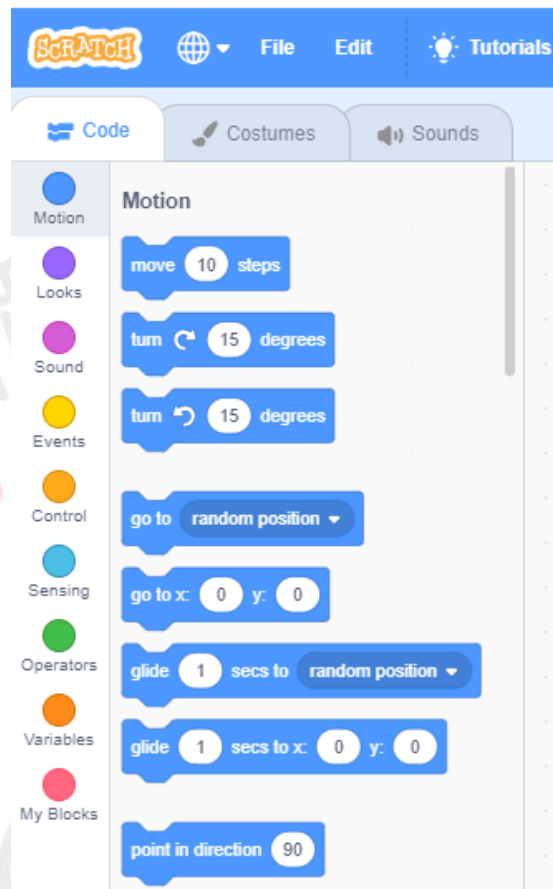 SCRATCH File Edit Tutorials
Code Costumes Sounds
Motion
Looks
Sound
Events
Control
Sensing
Operators
Variables
My Blocks
Motion
move 10 steps
turn 15 degrees
turn 15 degrees
go to random position
go to x: 0 y: 0
glide 1 secs to random position
glide 1 secs to x: 0 y: 0
point in direction 90